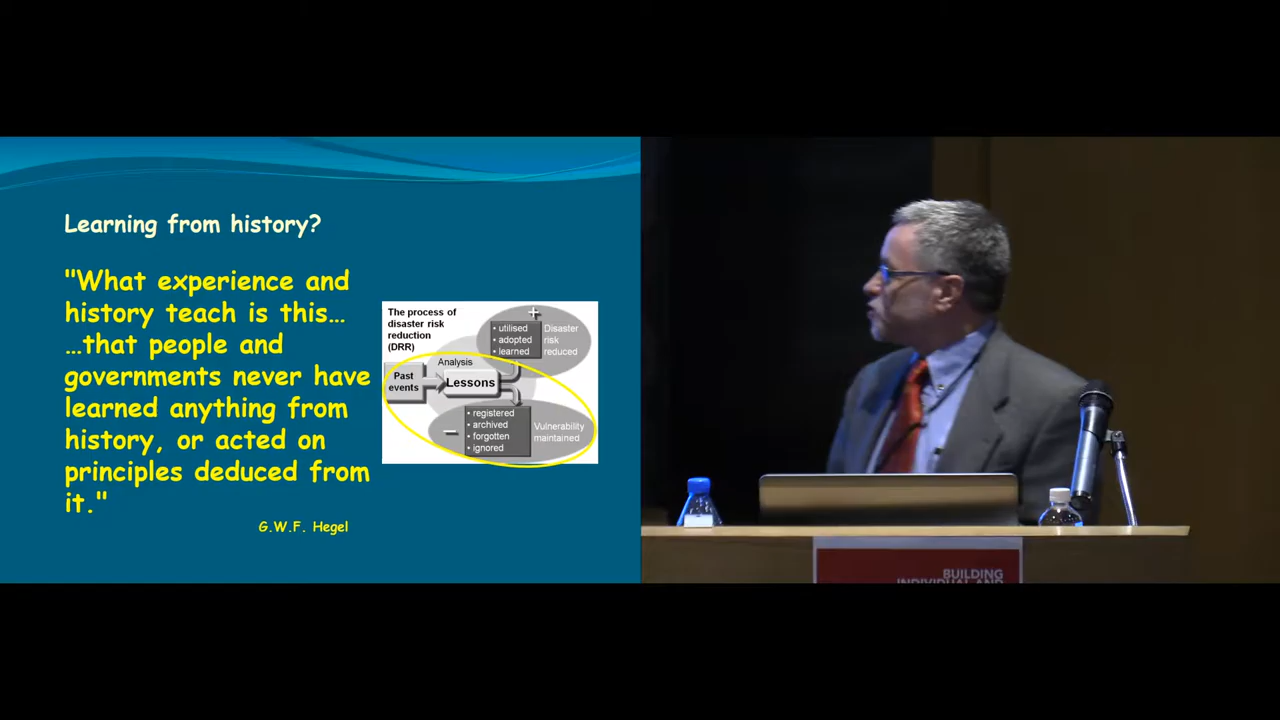 Learning from history?
"What experience and
history teach is this…
…that people and
governments never have
learned anything from
history, or acted on
principles deduced from
it."
G.W.F. Hegel
The process of
disaster risk
reduction
(DRR)
+
• utilised
• adopted
• learned
Disaster
risk
reduced
Analysis
Past
events
Lessons
• registered
• archived
• forgotten
• ignored
–
Vulnerability
maintained
BUILDING
INDIVIDUAL AND